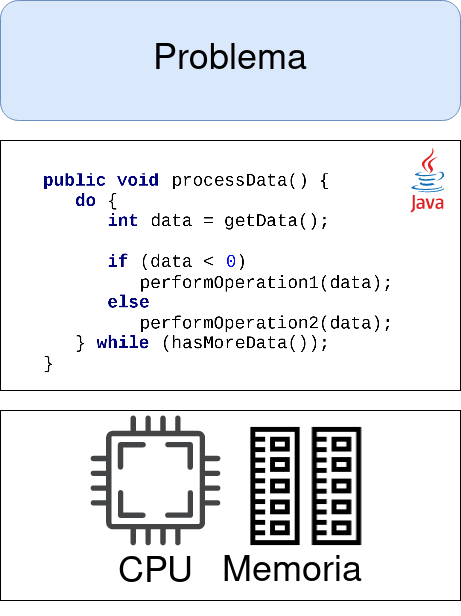 Problema
public void processData() {
do {
int data = getData();
if (data < 0)
performOperation1(data);
else
performOperation2(data);
} while (hasMoreData());
}
Java
CPU Memoria